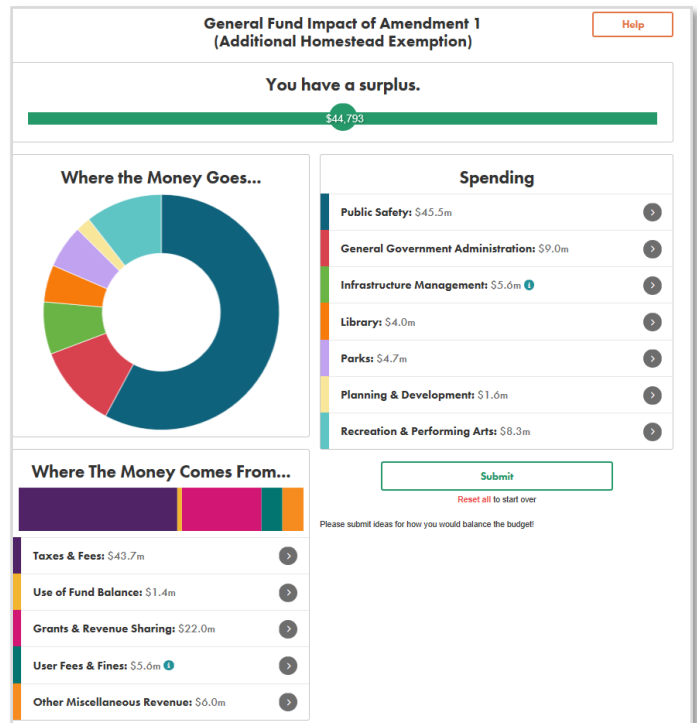 General Fund Impact of Amendment 1
(Additional Homestead Exemption)
Help
You have a surplus.
$44,793
Where the Money Goes...
Spending
Public Safety: $45.5m
General Government Administration: $9.0m
Infrastructure Management: $5.6m
Library: $4.0m
Parks: $4.7m
Planning & Development: $1.6m
Recreation & Performing Arts: $8.3m
Submit
Reset all to start over
Please submit ideas for how you would balance the budget!
Where The Money Comes From...
Taxes & Fees: $43.7m
Use of Fund Balance: $1.4m
Grants & Revenue Sharing: $22.0m
User Fees & Fines: $5.6m
Other Miscellaneous Revenue: $6.0m